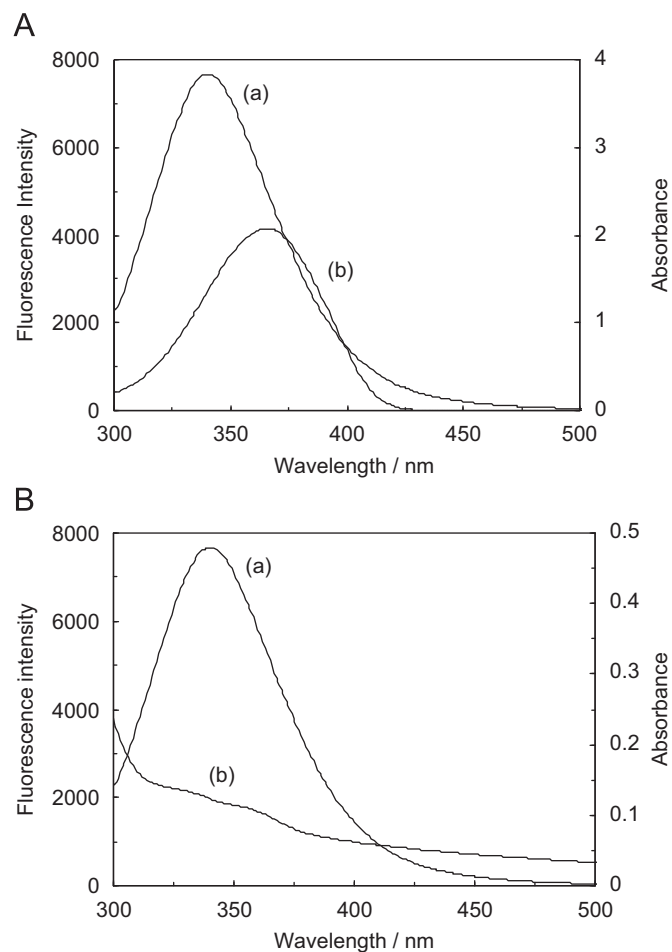 A
8000
6000
4000
2000
0
Fluorescence Intensity
(a)
(b)
4
3
2
1
0
Absorbance
300 350 400 450 500
Wavelength / nm
B
8000
6000
4000
2000
0
Fluorescence intensity
(a)
(b)
0.5
0.4
0.3
0.2
0.1
0
Absorbance
300 350 400 450 500
Wavelength / nm